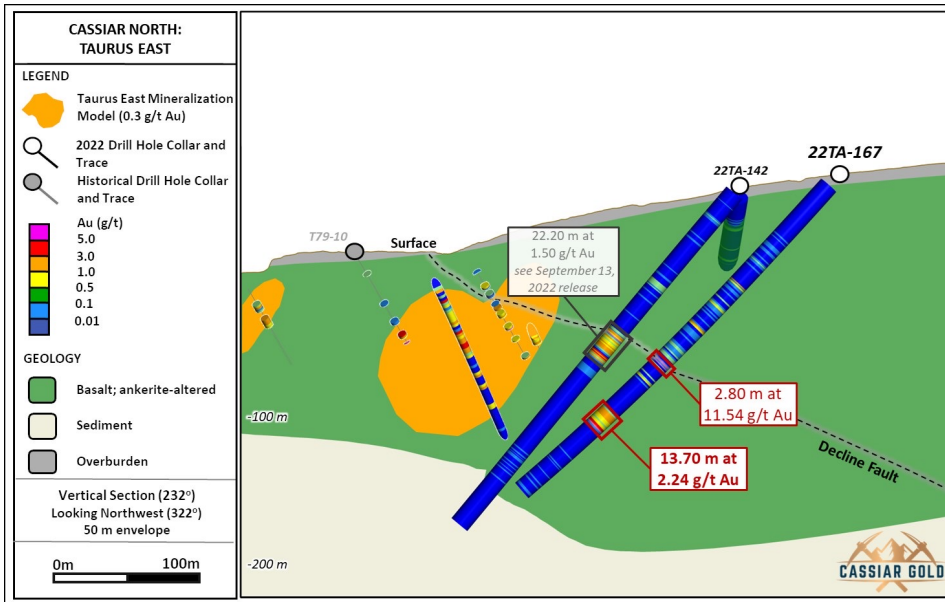 CASSIAR NORTH:
TAURUS EAST
LEGEND
Taurus East Mineralization
Model (0.3 g/t Au)
2022 Drill Hole Collar and
Trace
Historical Drill Hole Collar
and Trace
Au (g/t)
5.0
3.0
1.0
0.5
0.1
0.01
GEOLOGY
Basalt; ankerite-altered
Sediment
Overburden
Vertical Section (232°)
Looking Northwest (322°)
50 m envelope
0m 100m
22TA-167
22TA-142
T79-10
Surface
22.20 m at
1.50 g/t Au
see September 13,
2022 release
2.80 m at
11.54 g/t Au
-100 m
13.70 m at
2.24 g/t Au
Decline Fault
-200 m
CASSIAR GOLD